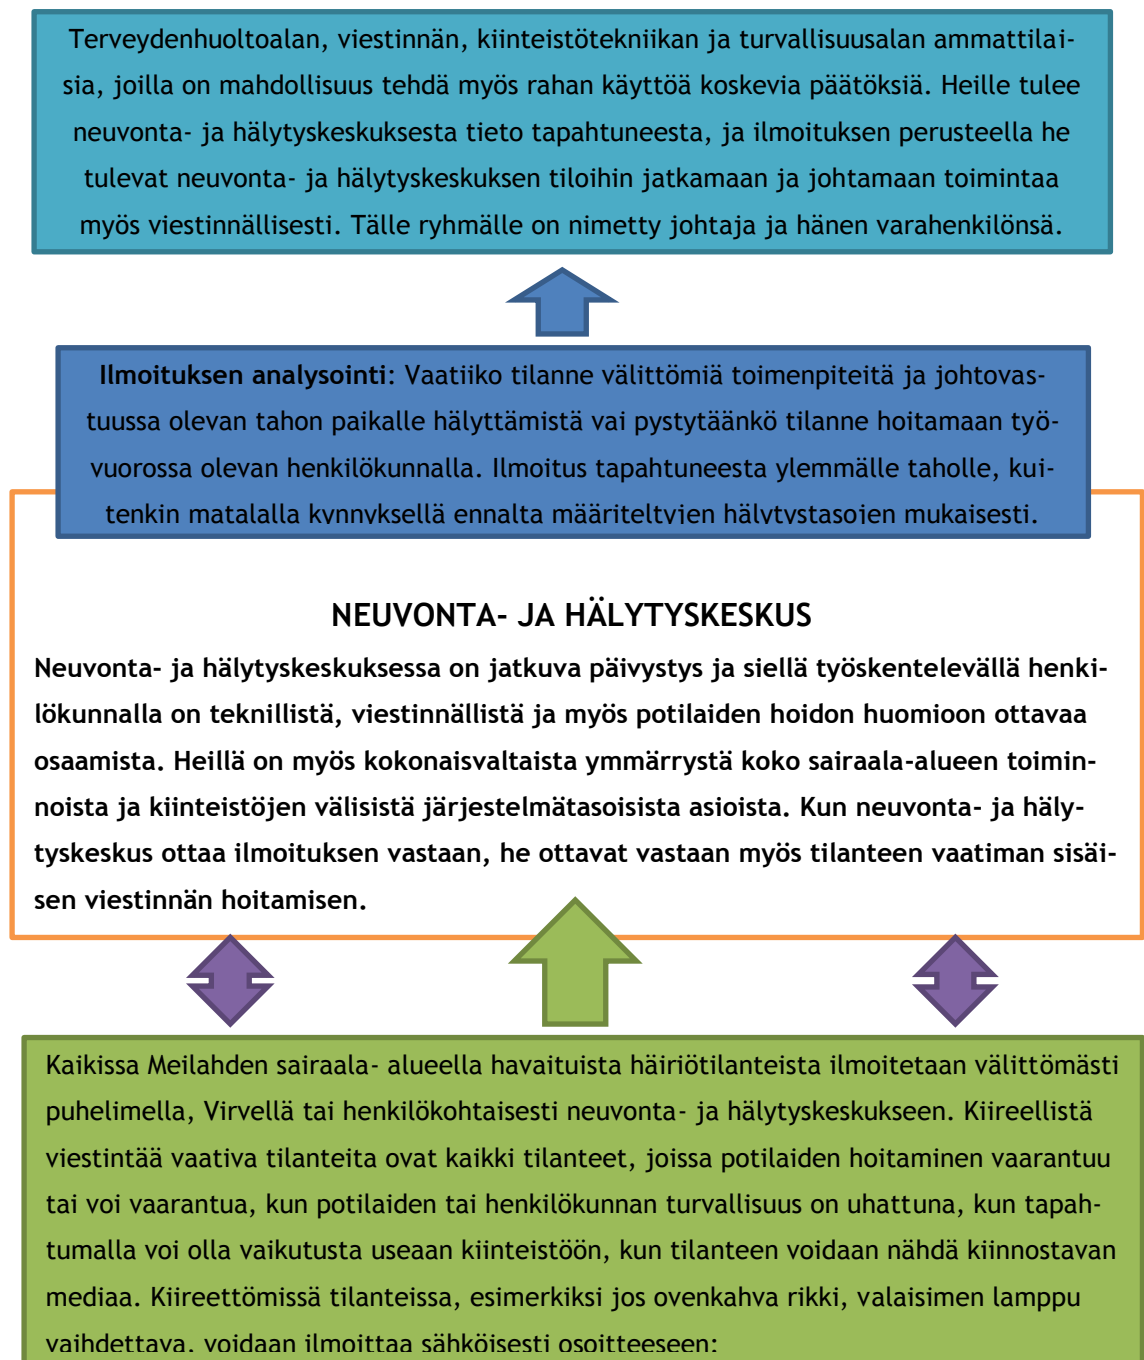 Terveydenhuoltoalan, viestinnän, kiinteistötekniikan ja turvallisuusalan ammattilai-
sia, joilla on mahdollisuus tehdä myös rahan käyttöä koskevia päätöksiä. Heille tulee
neuvonta- ja hälytyskeskuksesta tieto tapahtuneesta, ja ilmoituksen perusteella he
tulevat neuvonta- ja hälytyskeskuksen tiloihin jatkamaan ja johtamaan toimintaa
myös viestinnällisesti. Tälle ryhmälle on nimetty johtaja ja hänen varahenkilönsä.
Ilmoituksen analysointi: Vaatiiko tilanne välittömiä toimenpiteitä ja johtovas-
tuussa olevan tahon paikalle hälyttämistä vai pystytäänkö tilanne hoitamaan työ-
vuorossa olevan henkilökunnalla. Ilmoitus tapahtuneesta ylemmälle taholle, kui-
tenkin matalalla kynnyksellä ennalta määriteltyjen hälytystasojen mukaisesti.
NEUVONTA- JA HÄLYTYSKESKUS
Neuvonta- ja hälytyskeskuksessa on jatkuva päivystys ja siellä työskentelevällä henki-
lökunnalla on teknillistä, viestinnällistä ja myös potilaiden hoidon huomioon ottavaa
osaamista. Heillä on myös kokonaisvaltaista ymmärrystä koko sairaala-alueen toimin-
noista ja kiinteistöjen välisistä järjestelmätasoisista asioista. Kun neuvonta- ja häly-
tyskeskus ottaa ilmoituksen vastaan, he ottavat vastaan myös tilanteen vaatiman sisäi-
sen viestinnän hoitamisen.
Kaikissa Meilahden sairaala- alueella havaituista häiriötilanteista ilmoitetaan välittömästi
puhelimella, Virvellä tai henkilökohtaisesti neuvonta- ja hälytyskeskukseen. Kiireellistä
viestintää vaativa tilanteita ovat kaikki tilanteet, joissa potilaiden hoitaminen vaarantuu
tai voi vaarantua, kun potilaiden tai henkilökunnan turvallisuus on uhattuna, kun tapah-
tumalla voi olla vaikutusta useaan kiinteistöön, kun tilanteen voidaan nähdä kiinnostavan
mediaa. Kiireettömissä tilanteissa, esimerkiksi jos ovenkahva rikki, valaisimen lamppu
vaihdettava, voidaan ilmoittaa sähköisesti osoitteeseen: